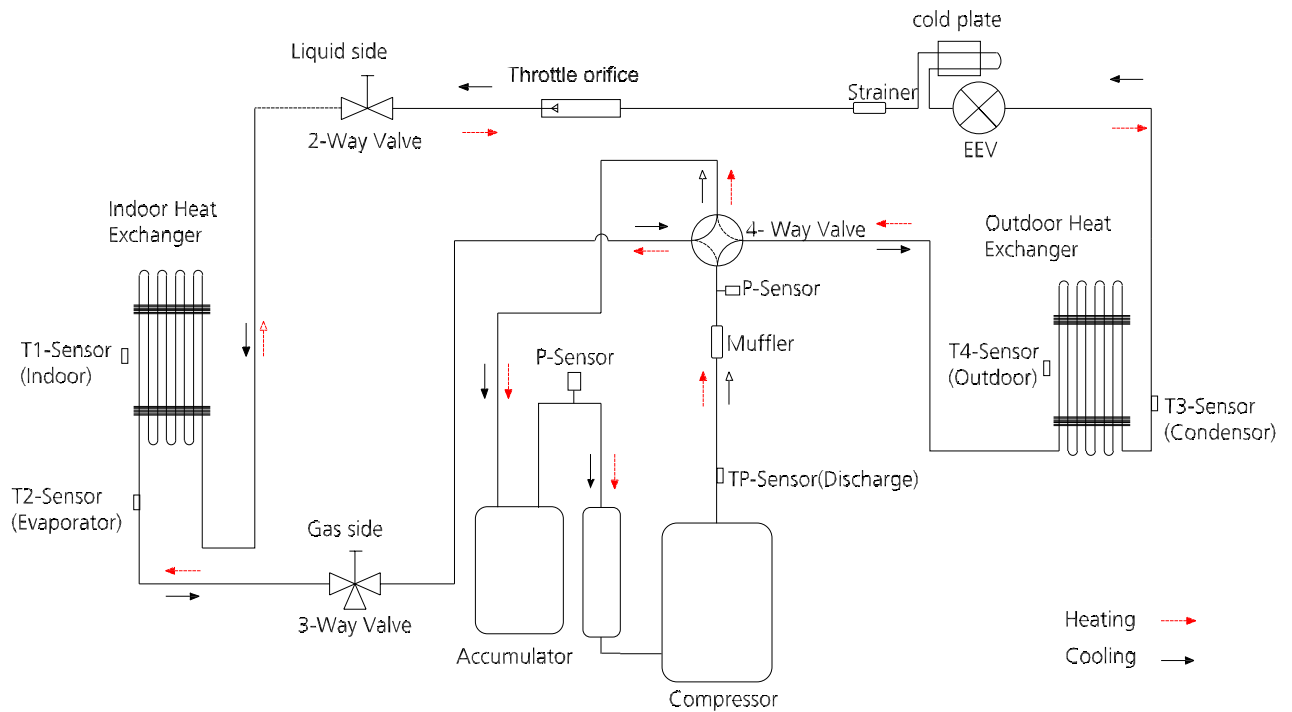 cold plate
Liquid side
Throttle orifice
Strainer
2-Way Valve
EEV
Indoor Heat
Exchanger
4- Way Valve
Outdoor Heat
Exchanger
P-Sensor
Muffler
T1-Sensor
(Indoor)
P-Sensor
T4-Sensor
(Outdoor)
T3-Sensor
(Condensor)
TP-Sensor(Discharge)
T2-Sensor
(Evaporator)
Gas side
3-Way Valve
Accumulator
Compressor
Heating
Cooling